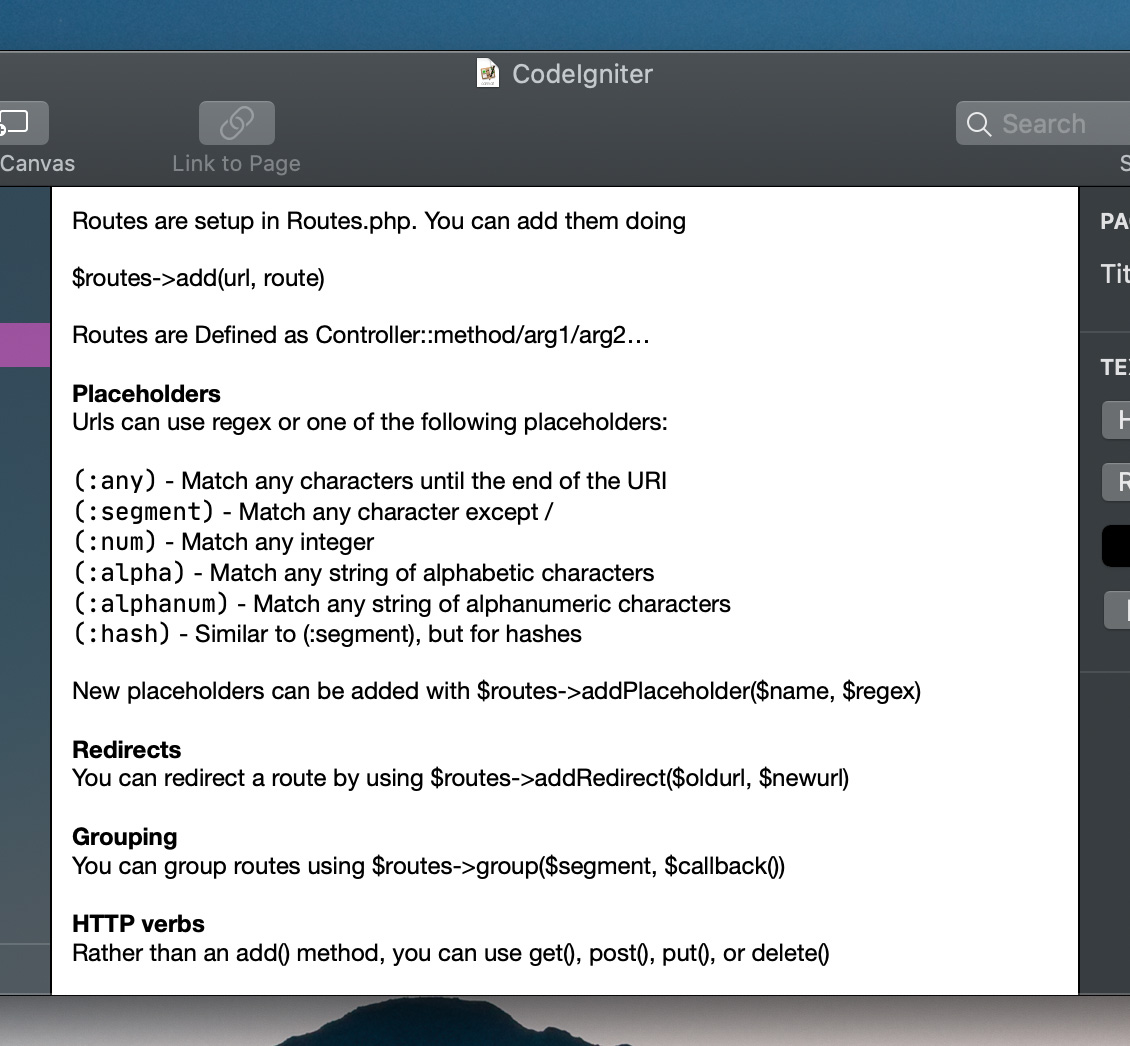 CodeIgniter
Canvas
Link to Page
Search
Routes are setup in Routes.php. You can add them doing
$routes->add(url, route)
Routes are Defined as Controller::method/arg1/arg2…
Placeholders
Urls can use regex or one of the following placeholders:
(:any) - Match any characters until the end of the URI
(:segment) - Match any character except /
(:num) - Match any integer
(:alpha) - Match any string of alphabetic characters
(:alphanum) - Match any string of alphanumeric characters
(:hash) - Similar to (:segment), but for hashes
New placeholders can be added with $routes->addPlaceholder($name, $regex)
Redirects
You can redirect a route by using $routes->addRedirect($oldurl, $newurl)
Grouping
You can group routes using $routes->group($segment, $callback())
HTTP verbs
Rather than an add() method, you can use get(), post(), put(), or delete()